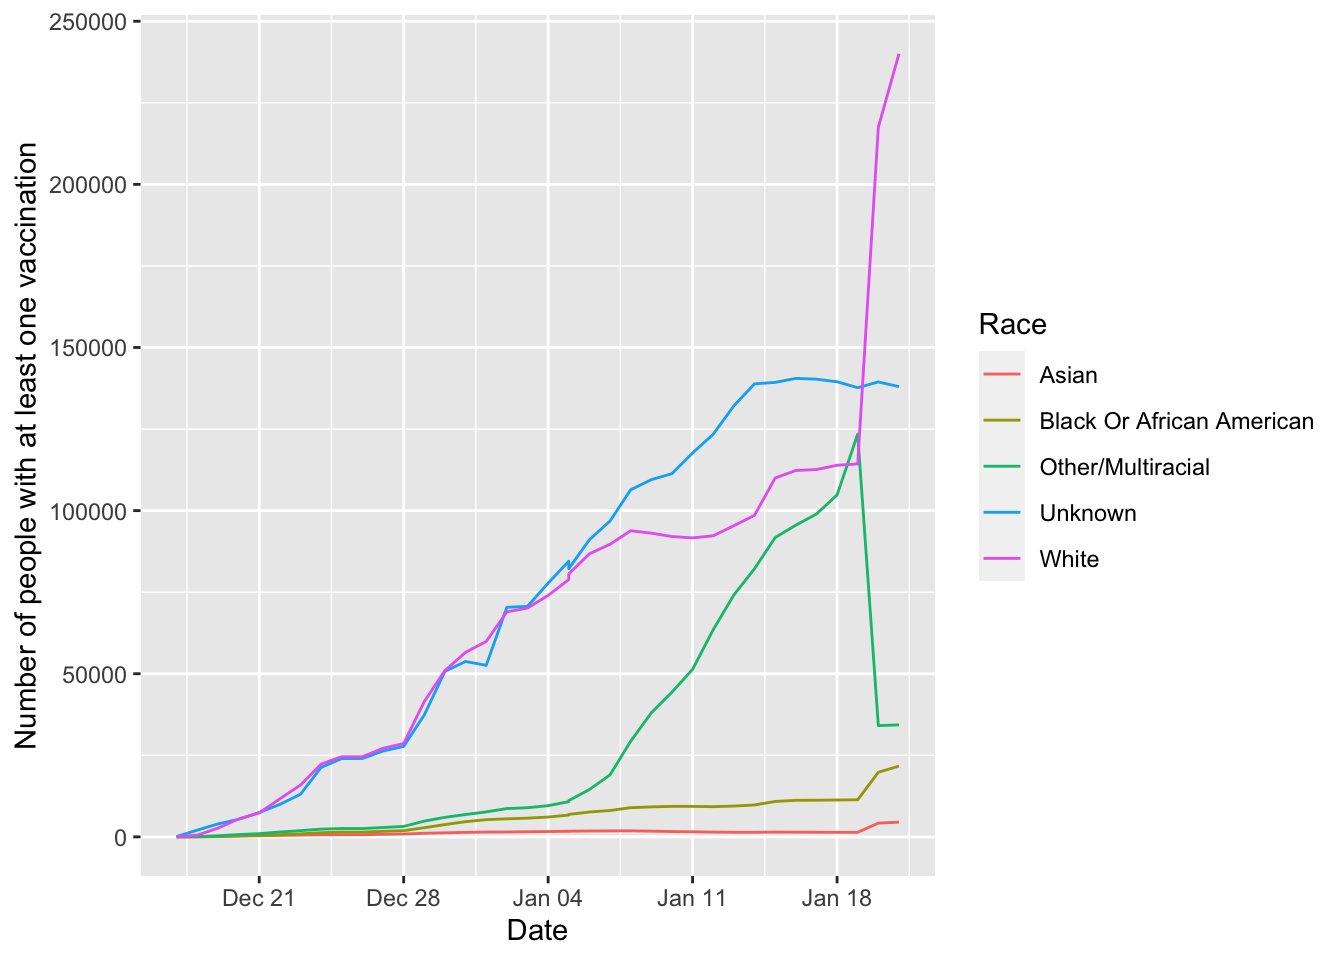 Number of people with at least one vaccination
250000
200000
150000
100000
50000
0
Dec 21 Dec 28 Jan 04 Jan 11 Jan 18
Date
Race
Asian
Black Or African American
Other/Multiracial
Unknown
White